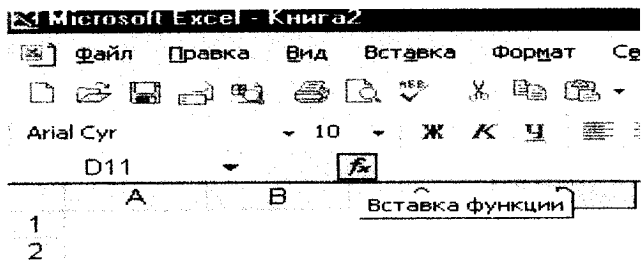 Microsoft Excel - Книга2
Файл Правка Вид Вставка Формат Се
Arial Cyr 10 Ж К Ч
D11 fx
A B
Вставка функции
1
2